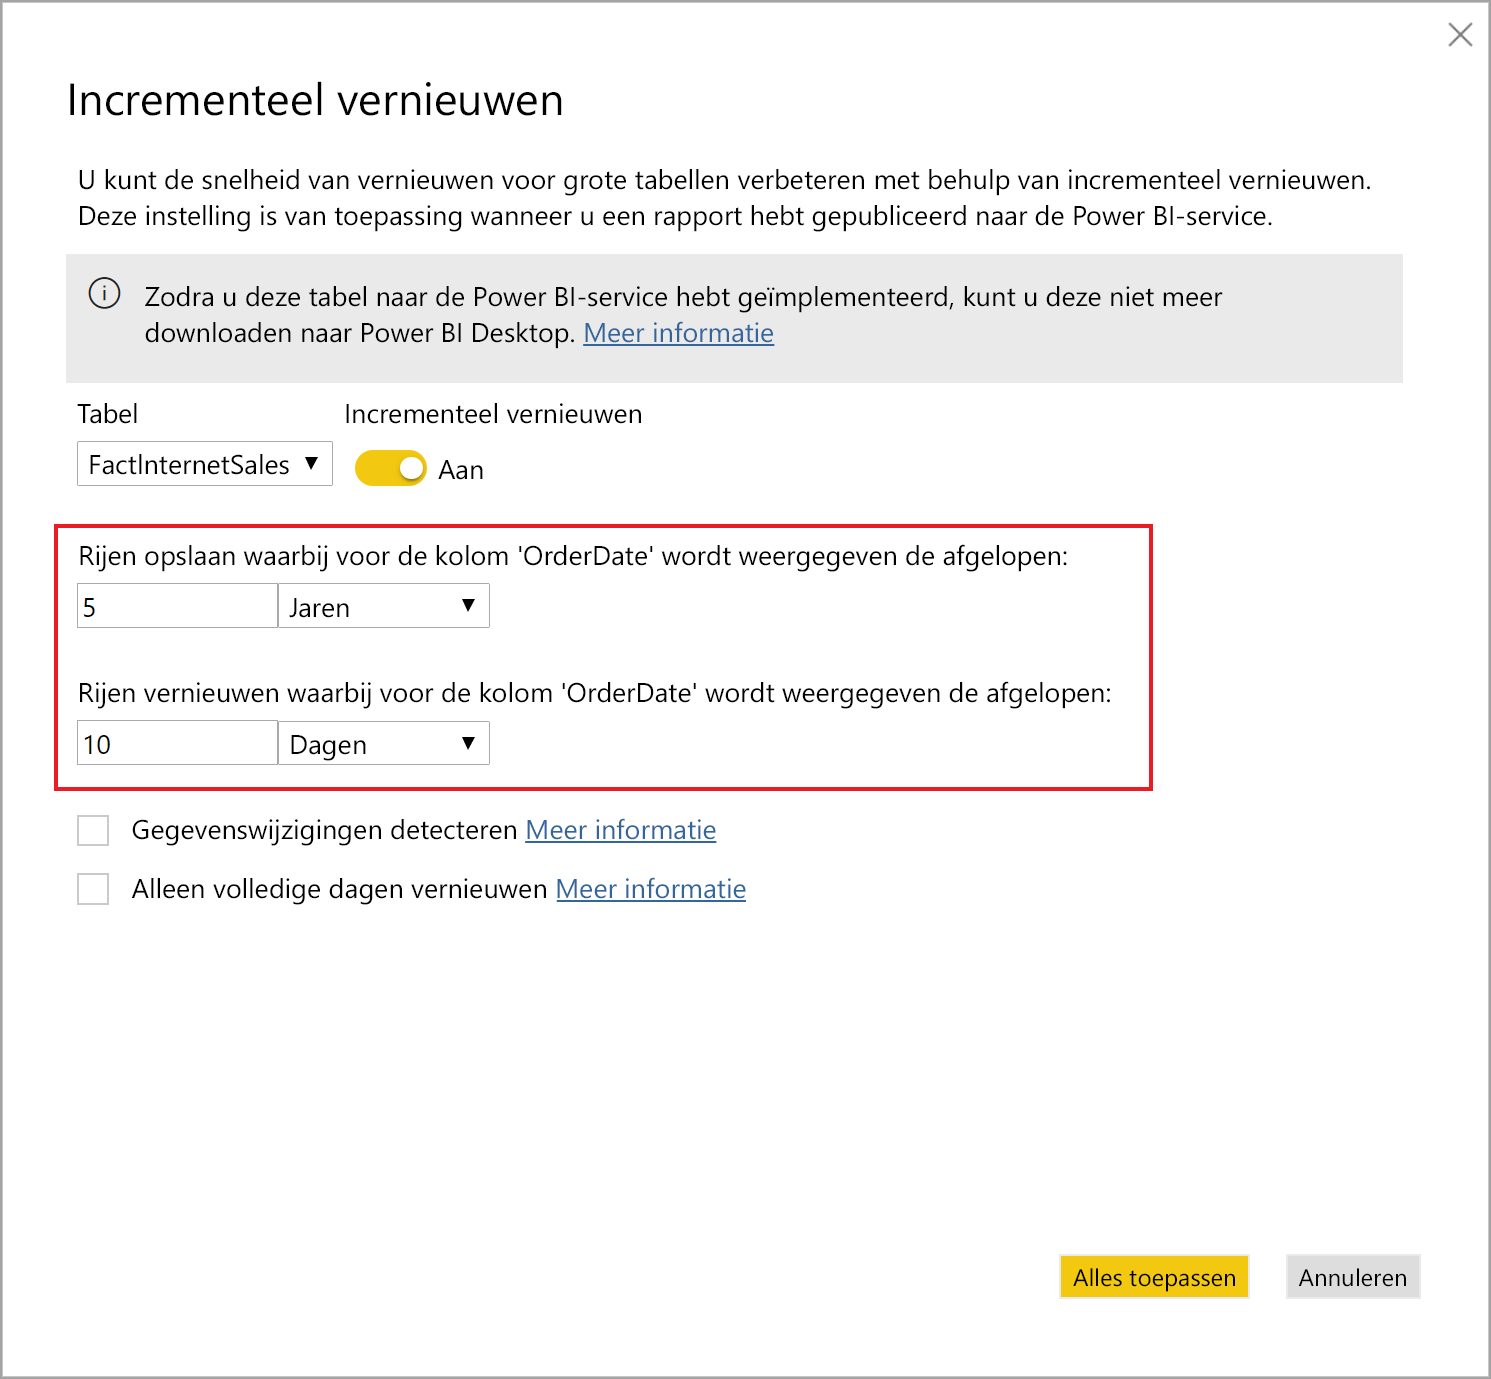 Incrementeel vernieuwen
U kunt de snelheid van vernieuwen voor grote tabellen verbeteren met behulp van incrementeel vernieuwen.
Deze instelling is van toepassing wanneer u een rapport hebt gepubliceerd naar de Power BI-service.
Zodra u deze tabel naar de Power BI-service hebt geïmplementeerd, kunt u deze niet meer
downloaden naar Power BI Desktop. Meer informatie
Tabel Incrementeel vernieuwen
FactInternetSales Aan
Rijen opslaan waarbij voor de kolom 'OrderDate' wordt weergegeven de afgelopen:
5 Jaren
Rijen vernieuwen waarbij voor de kolom 'OrderDate' wordt weergegeven de afgelopen:
10 Dagen
Gegevenswijzigingen detecteren Meer informatie
Alleen volledige dagen vernieuwen Meer informatie
Alles toepassen Annuleren